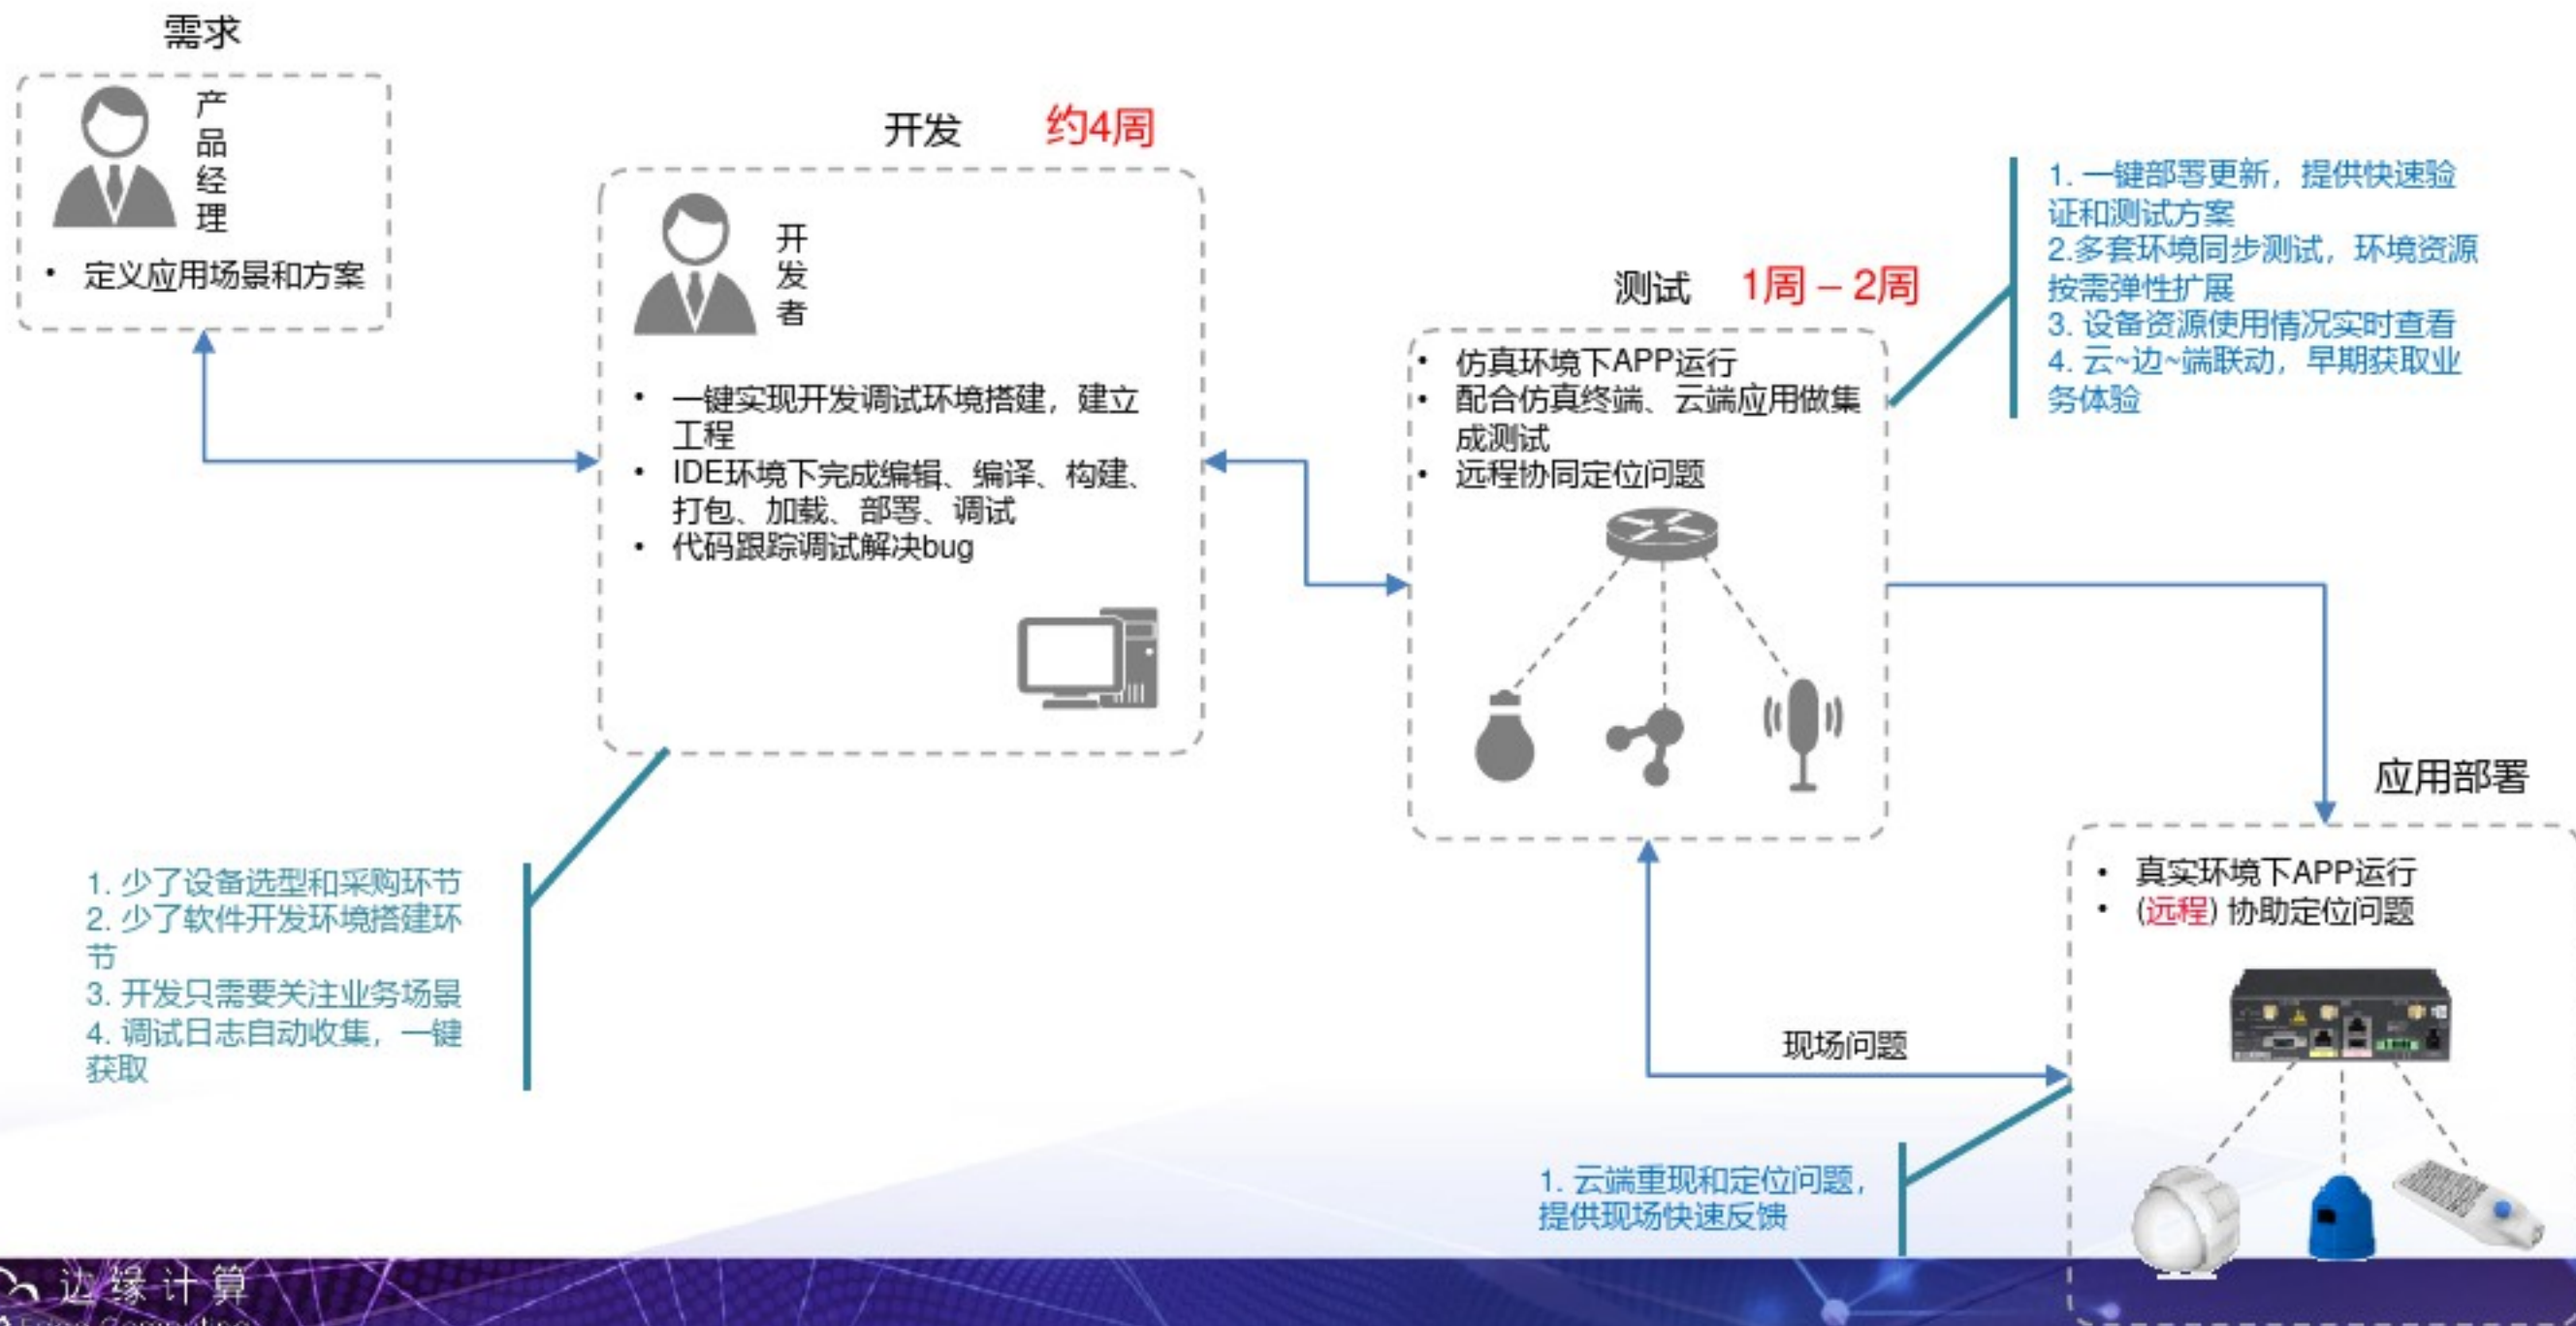 需求
产品经理
• 定义应用场景和方案
开发 约4周
开发者
• 一键实现开发调试环境搭建，建立
工程
• IDE环境下完成编辑、编译、构建、
打包、加载、部署、调试
• 代码跟踪调试解决bug
1. 少了设备选型和采购环节
2. 少了软件开发环境搭建环
节
3. 开发只需要关注业务场景
4. 调试日志自动收集，一键
获取
测试 1周 – 2周
• 仿真环境下APP运行
• 配合仿真终端、云端应用做集
成测试
• 远程协同定位问题
1. 一键部署更新，提供快速验
证和测试方案
2.多套环境同步测试，环境资源
按需弹性扩展
3. 设备资源使用情况实时查看
4. 云~边~端联动，早期获取业
务体验
应用部署
• 真实环境下APP运行
• (远程) 协助定位问题
现场问题
1. 云端重现和定位问题，
提供现场快速反馈
边缘计算